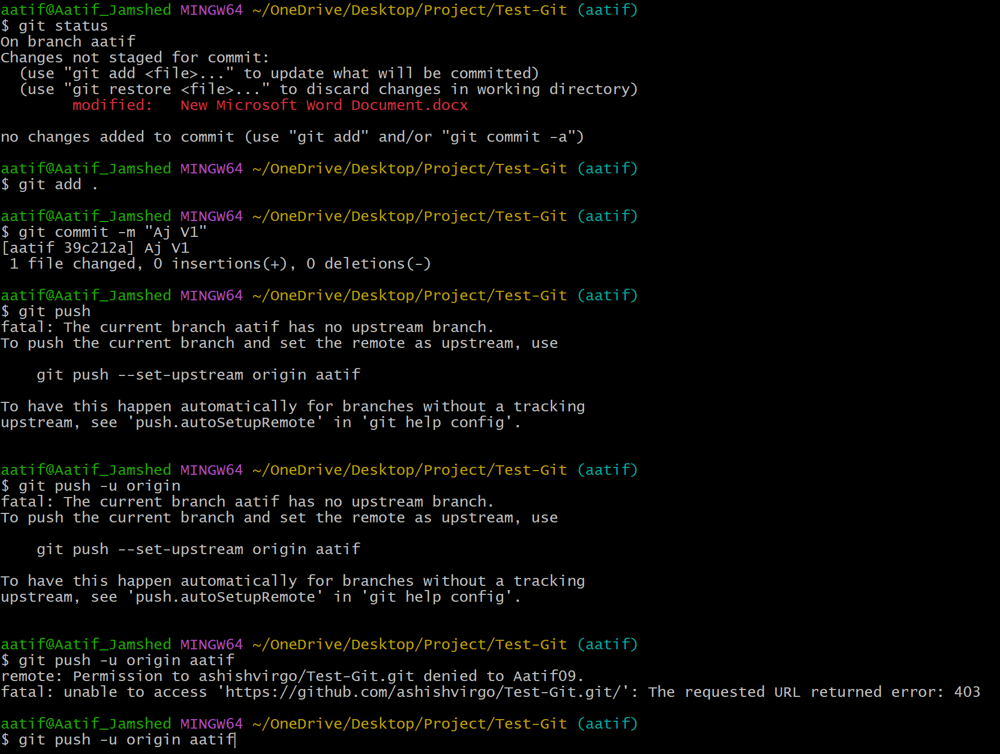 aatif@Aatif_Jamshed MINGW64 ~/OneDrive/Desktop/Project/Test-Git (aatif)
$ git status
On branch aatif
Changes not staged for commit:
  (use "git add <file>..." to update what will be committed)
  (use "git restore <file>..." to discard changes in working directory)
        modified:   New Microsoft Word Document.docx

no changes added to commit (use "git add" and/or "git commit -a")

aatif@Aatif_Jamshed MINGW64 ~/OneDrive/Desktop/Project/Test-Git (aatif)
$ git add .

aatif@Aatif_Jamshed MINGW64 ~/OneDrive/Desktop/Project/Test-Git (aatif)
$ git commit -m "Aj V1"
[aatif 39c212a] Aj V1
 1 file changed, 0 insertions(+), 0 deletions(-)

aatif@Aatif_Jamshed MINGW64 ~/OneDrive/Desktop/Project/Test-Git (aatif)
$ git push
fatal: The current branch aatif has no upstream branch.
To push the current branch and set the remote as upstream, use

    git push --set-upstream origin aatif

To have this happen automatically for branches without a tracking
upstream, see 'push.autoSetupRemote' in 'git help config'.


aatif@Aatif_Jamshed MINGW64 ~/OneDrive/Desktop/Project/Test-Git (aatif)
$ git push -u origin
fatal: The current branch aatif has no upstream branch.
To push the current branch and set the remote as upstream, use

    git push --set-upstream origin aatif

To have this happen automatically for branches without a tracking
upstream, see 'push.autoSetupRemote' in 'git help config'.


aatif@Aatif_Jamshed MINGW64 ~/OneDrive/Desktop/Project/Test-Git (aatif)
$ git push -u origin aatif
remote: Permission to ashishvirgo/Test-Git.git denied to Aatif09.
fatal: unable to access 'https://github.com/ashishvirgo/Test-Git.git/': The requested URL returned error: 403

aatif@Aatif_Jamshed MINGW64 ~/OneDrive/Desktop/Project/Test-Git (aatif)
$ git push -u origin aatif